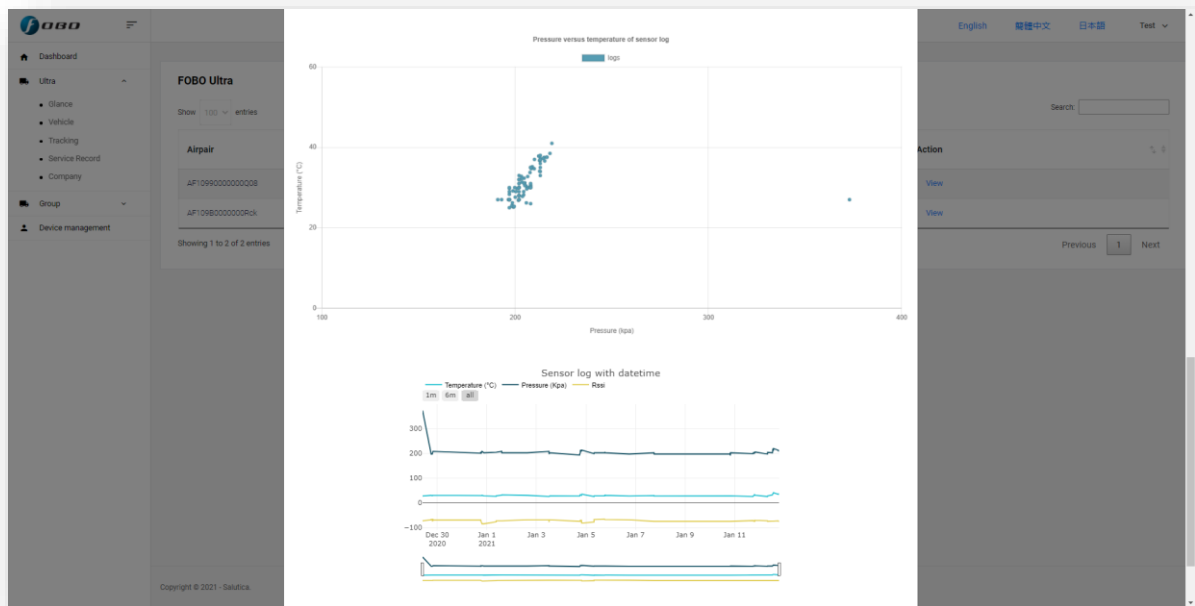 FOBO
English
簡體中文
日本語
Test
Dashboard
Ultra
Glance
Vehicle
Tracking
Service Record
Company
Group
Device management
FOBO Ultra
Show 100 entries
Search:
Airpair
Action
View
View
Showing 1 to 2 of 2 entries
Previous 1 Next
Copyright © 2021 - Salutica.
Pressure versus temperature of sensor log
logs
60
40
20
0
Temperature (°C)
100 200 300 400
Pressure (kpa)
Sensor log with datetime
Temperature (°C) Pressure (Kpa) Rssi
1m 6m all
300
200
100
0
−100
Dec 30 Jan 1 Jan 3 Jan 5 Jan 7 Jan 9 Jan 11
2020 2021